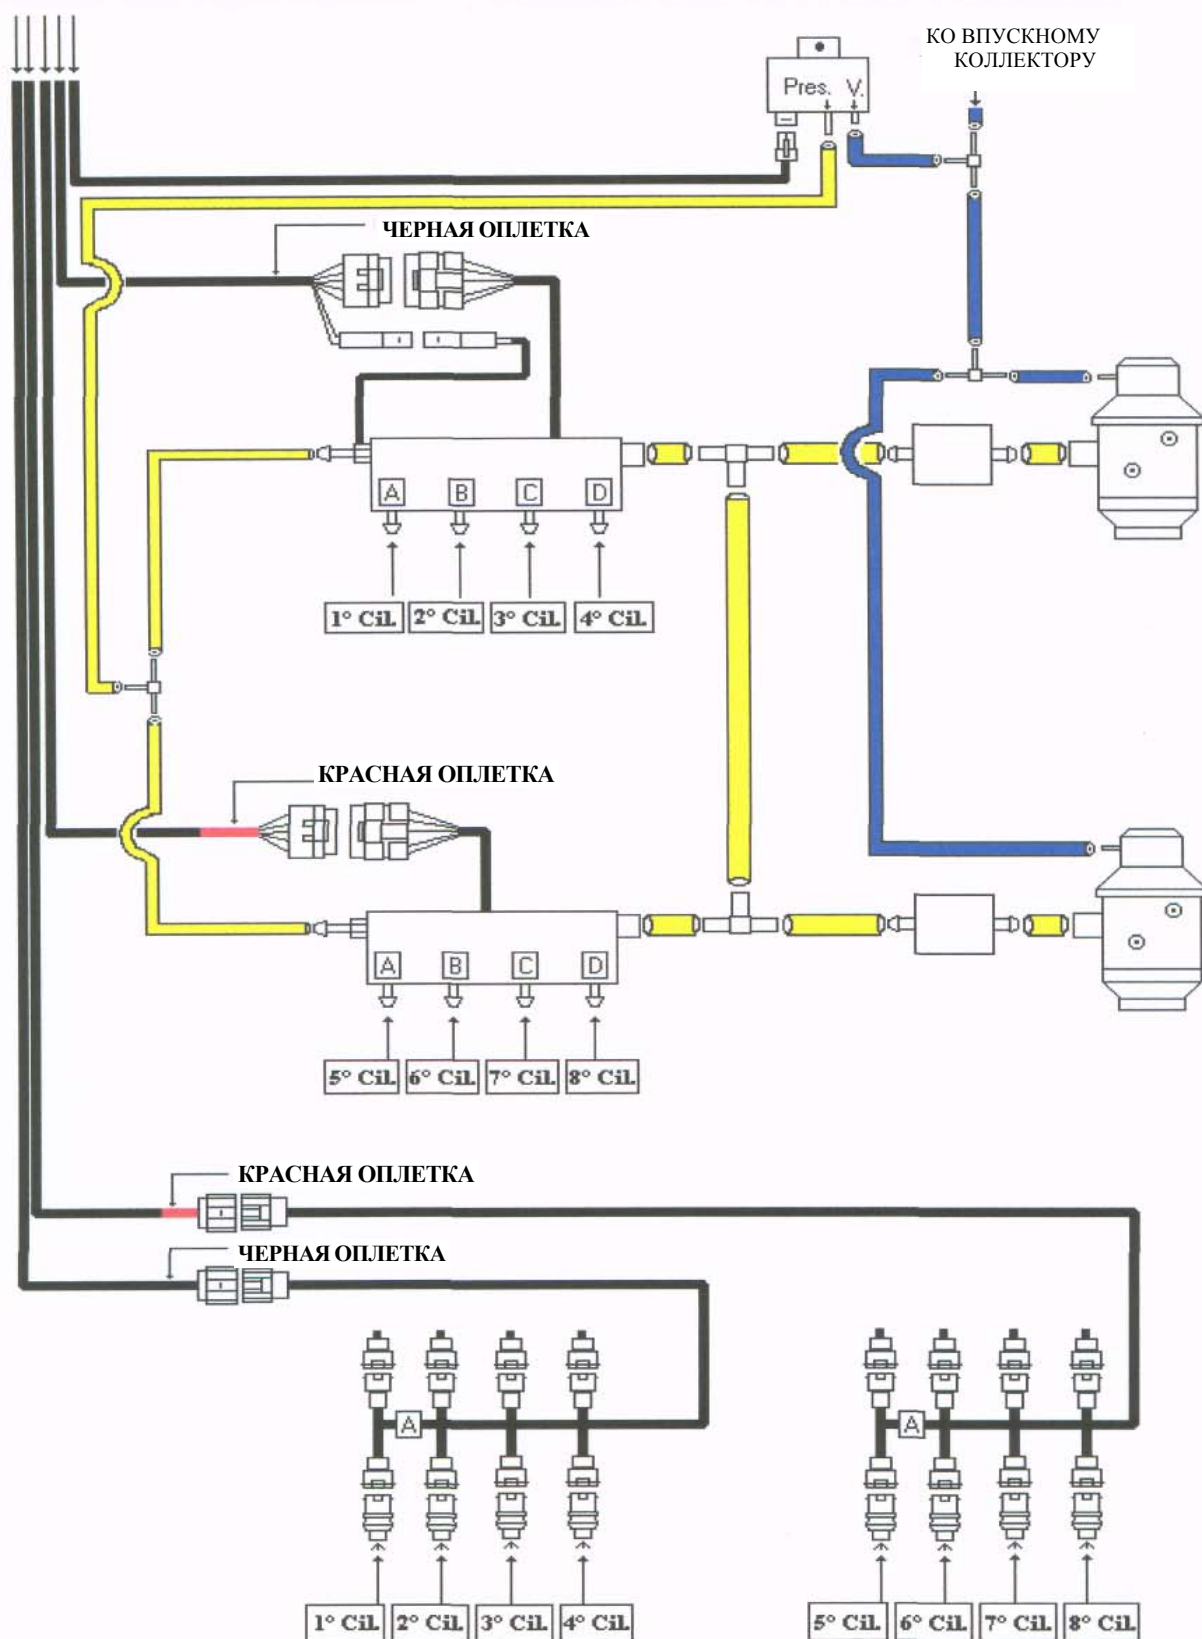 КО ВПУСКНОМУ
КОЛЛЕКТОРУ
Pres. V.
ЧЕРНАЯ ОПЛЕТКА
A B C D
1° Cil. 2° Cil. 3° Cil. 4° Cil.
КРАСНАЯ ОПЛЕТКА
A B C D
5° Cil. 6° Cil. 7° Cil. 8° Cil.
КРАСНАЯ ОПЛЕТКА
ЧЕРНАЯ ОПЛЕТКА
A A
1° Cil. 2° Cil. 3° Cil. 4° Cil. 5° Cil. 6° Cil. 7° Cil. 8° Cil.